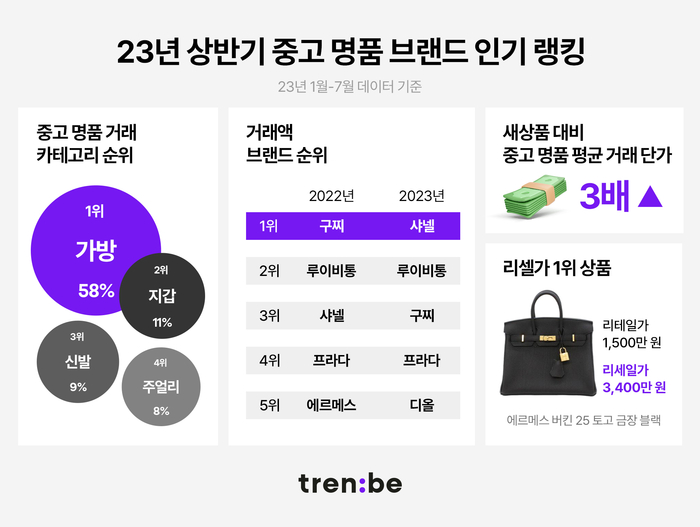 23년 상반기 중고 명품 브랜드 인기 랭킹
23년 1월-7월 데이터 기준
중고 명품 거래
카테고리 순위
1위
가방
58%
2위
지갑
11%
3위
신발
9%
4위
주얼리
8%
거래액
브랜드 순위
2022년 2023년
1위 구찌 샤넬
2위 루이비통 루이비통
3위 샤넬 구찌
4위 프라다 프라다
5위 에르메스 디올
새상품 대비
중고 명품 평균 거래 단가
3배 ▲
리셀가 1위 상품
리테일가
1,500만 원
리세일가
3,400만 원
에르메스 버킨 25 토고 금장 블랙
tren:be